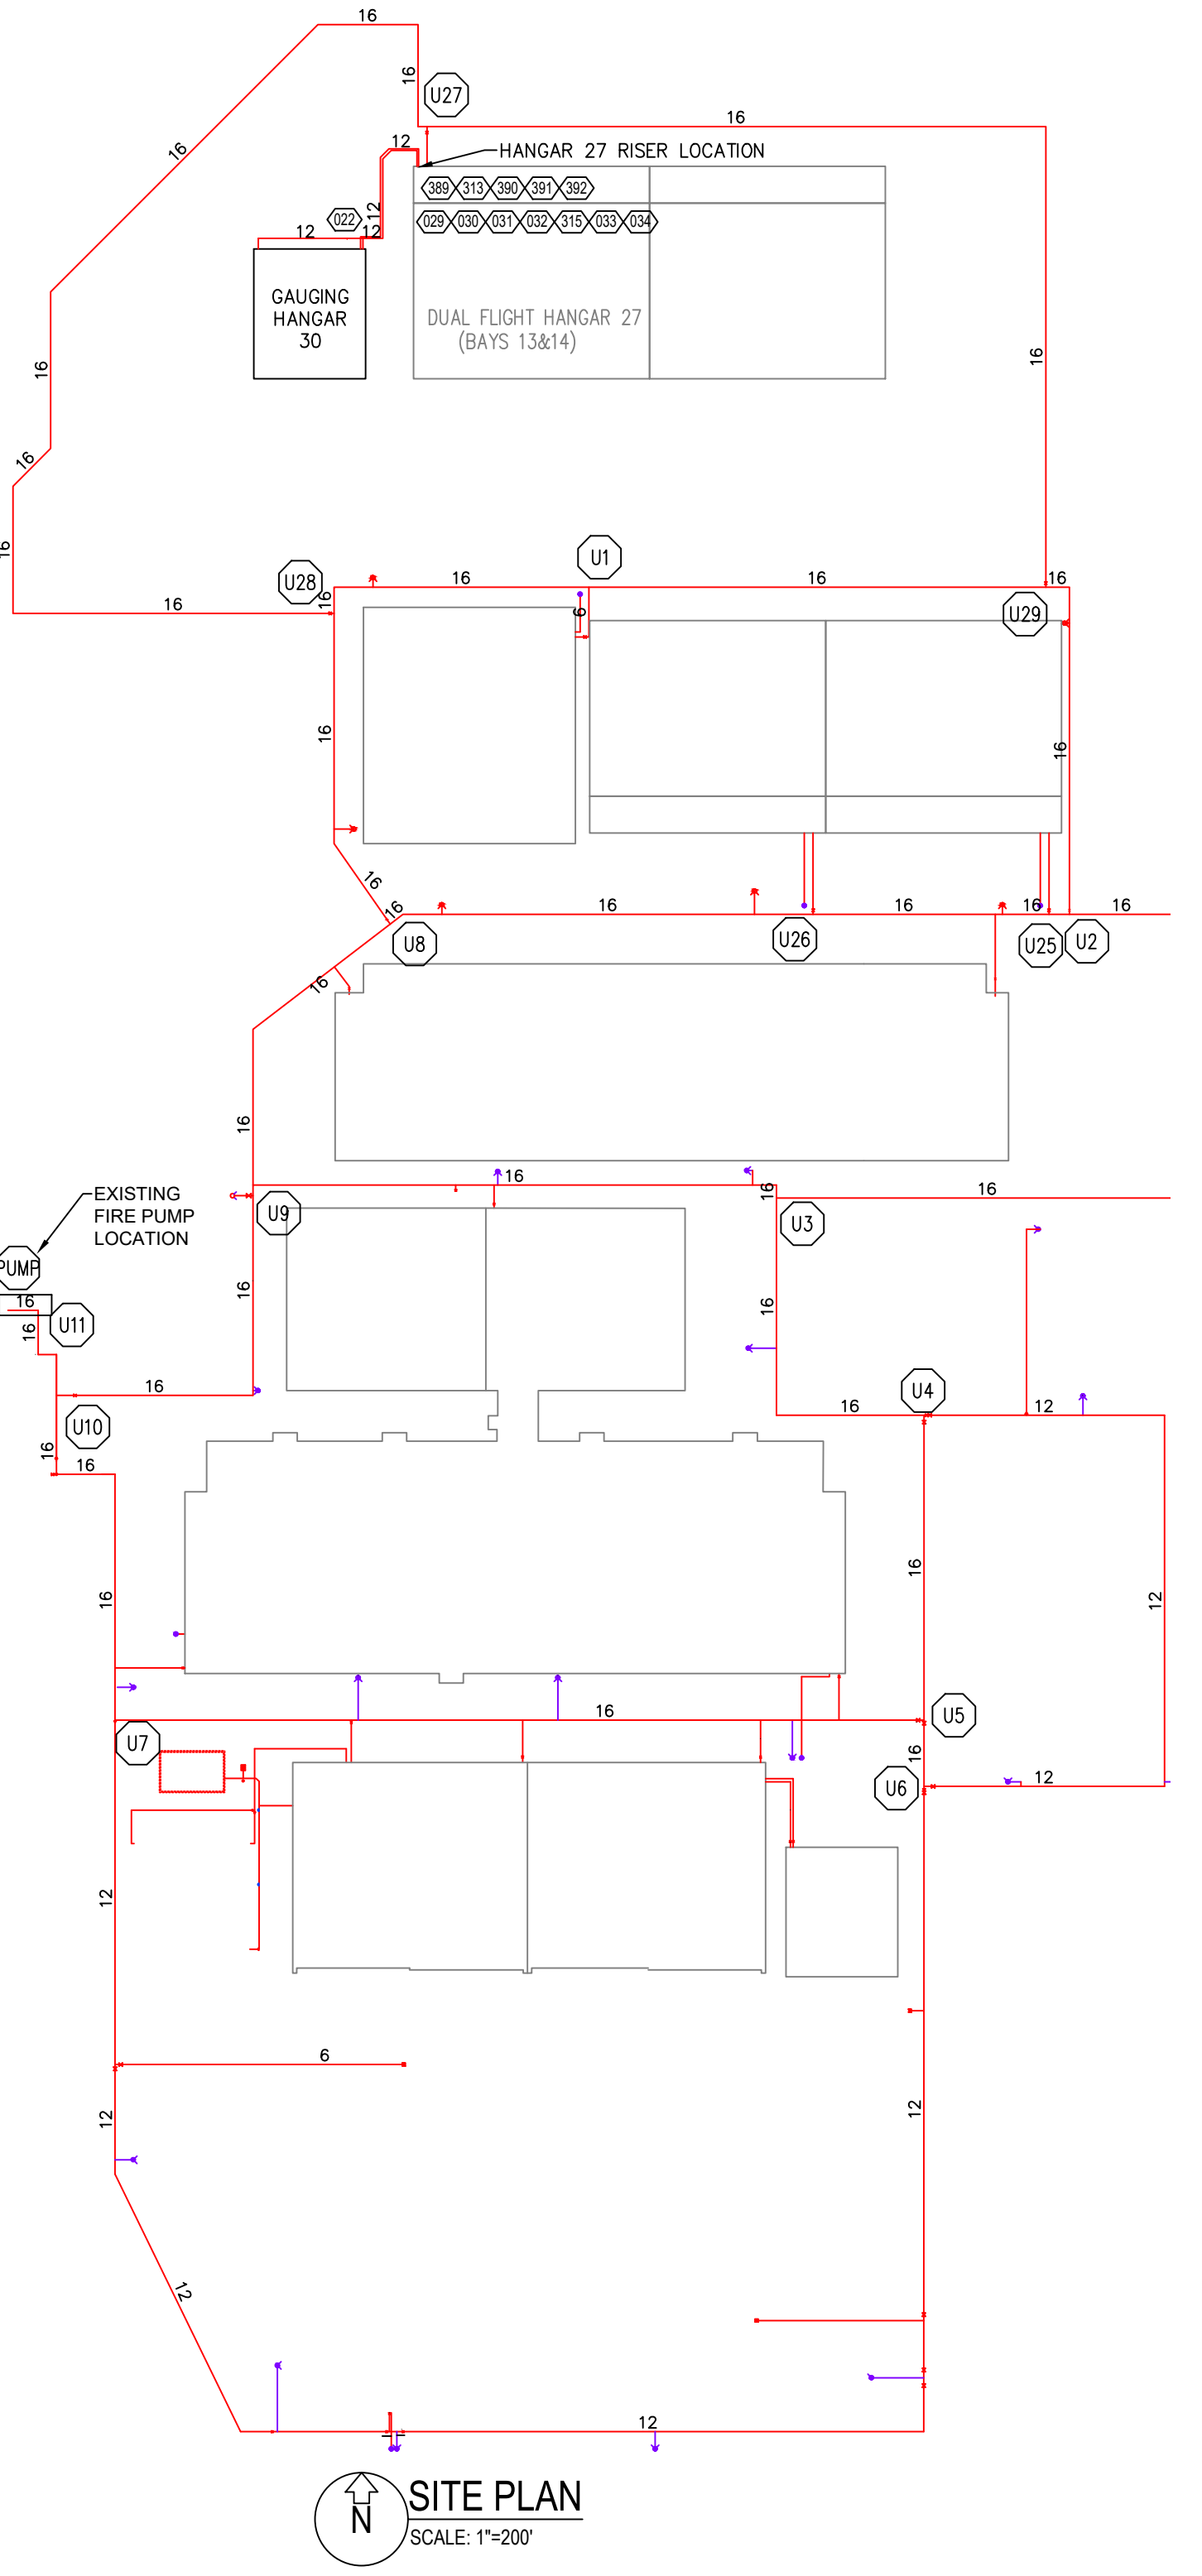 16
16
U27
16
12
HANGAR 27 RISER LOCATION
16
389 313 390 391 392
022
12
029 030 031 032 315 033 034
12
12
GAUGING
HANGAR
30
DUAL FLIGHT HANGAR 27
(BAYS 13&14)
16
16
16
16
U1
U28
16
16
16
16
16
6
U29
16
16
16
16
16
16
16
16
16
U8
U26
U25
U2
16
16
16
16
16
EXISTING
FIRE PUMP
LOCATION
U9
U3
PUMP
16
16
U11
16
16
16
U4
16
12
U10
16
16
16
16
12
16
U5
U7
16
U6
12
12
6
12
12
12
12
N
SITE PLAN
SCALE: 1"=200'